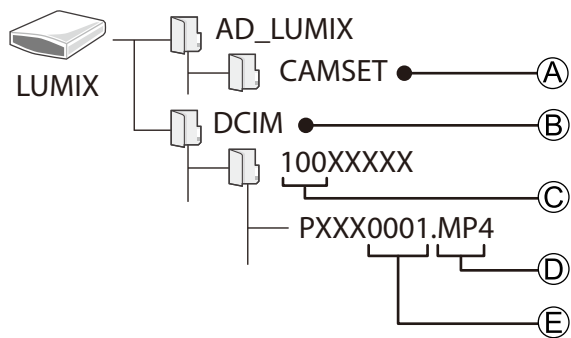 AD_LUMIX
LUMIX
CAMSET
A
DCIM
B
100XXXXX
C
PXXX0001.MP4
D
E